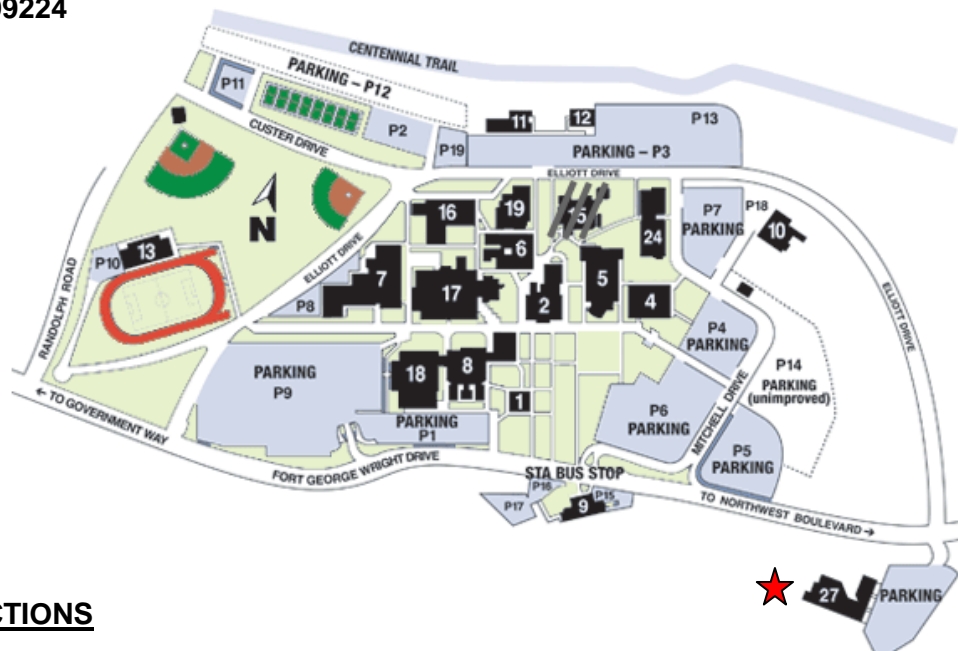 99224
CENTENNIAL TRAIL
PARKING – P12
P11
P2
CUSTER DRIVE
P19
11
12
P13
PARKING – P3
ELLIOTT DRIVE
N
16
19
15
24
P7
PARKING
P18
10
6
ELLIOTT DRIVE
13
P10
RANDOLPH ROAD
P8
7
17
2
5
4
ELLIOTT DRIVE
P4
PARKING
PARKING
P9
18
8
1
P14
PARKING
(unimproved)
P6
PARKING
MITCHELL DRIVE
← TO GOVERNMENT WAY
PARKING
P1
P5
PARKING
FORT GEORGE WRIGHT DRIVE
STA BUS STOP
P16
P15
P17
9
TO NORTHWEST BOULEVARD →
27
PARKING
CTIONS